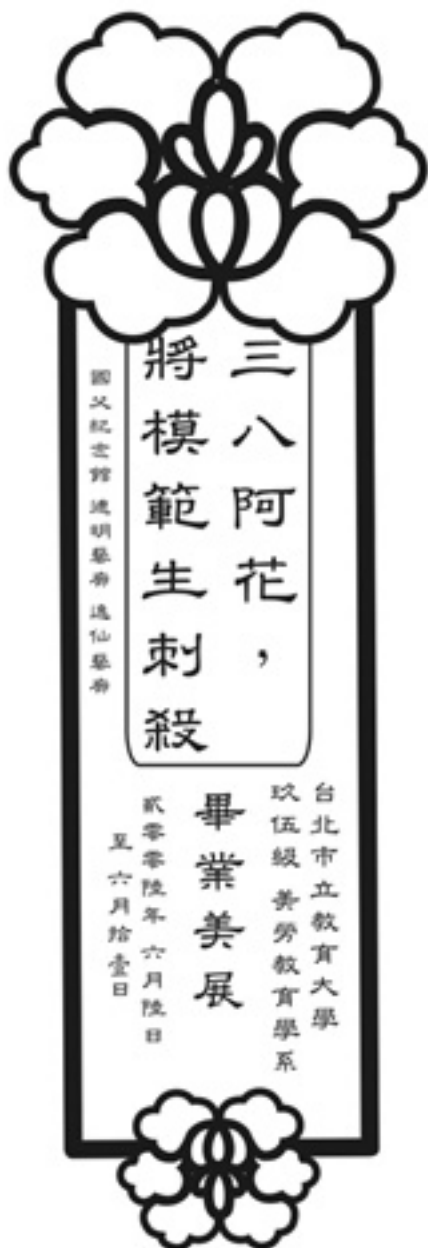 三八阿花，
將模範生刺殺
國父紀念館 逸仙藝廊
台北市立教育大學
玖伍級 美勞教育學系
畢業美展
貳零零陸年 六月陸日
至 六月拾壹日